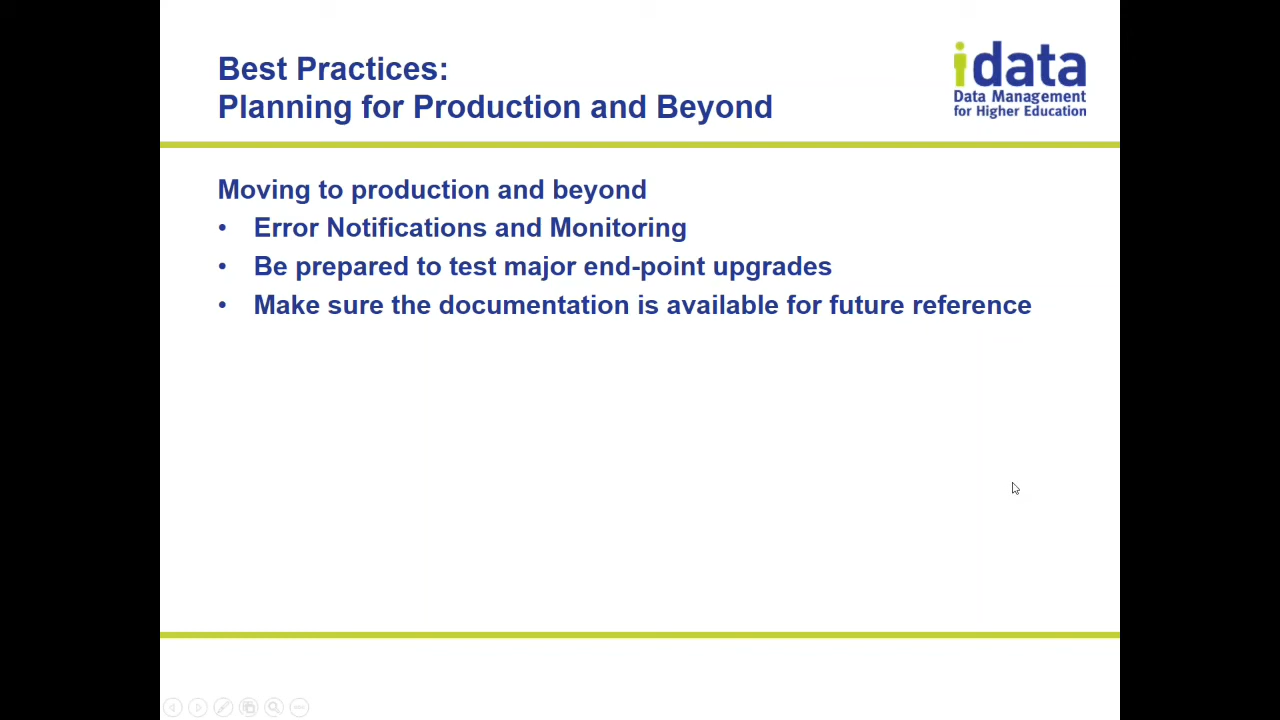 Best Practices:
Planning for Production and Beyond
idata
Data Management
for Higher Education
Moving to production and beyond
• Error Notifications and Monitoring
• Be prepared to test major end-point upgrades
• Make sure the documentation is available for future reference